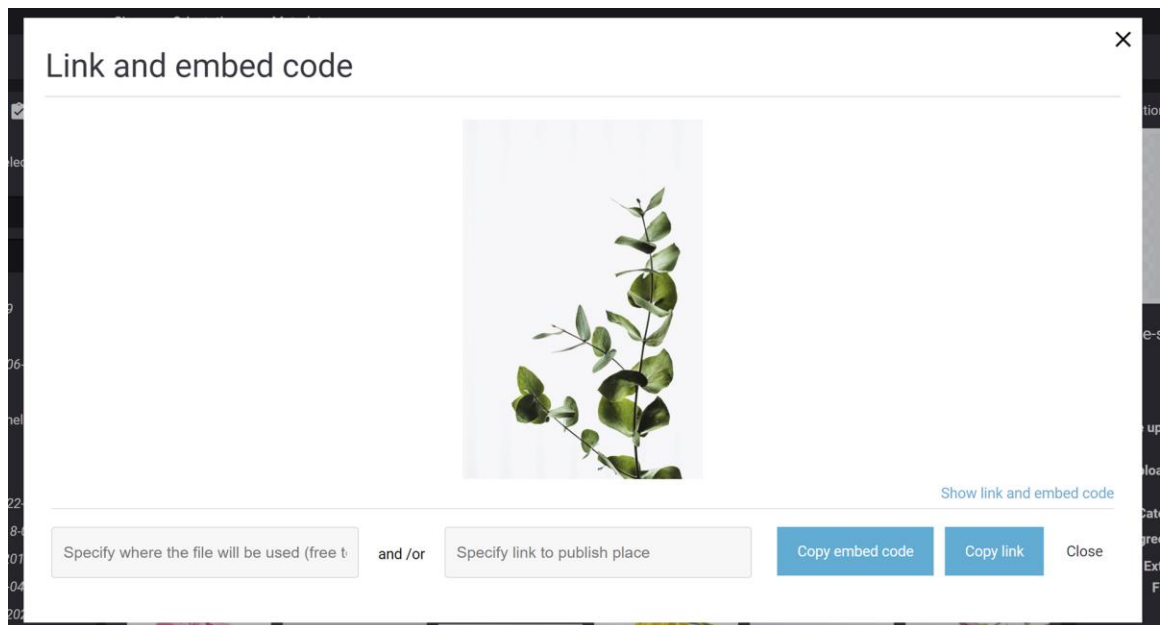 Link and embed code
Show link and embed code
Specify where the file will be used (free
and /or
Specify link to publish place
Copy embed code
Copy link
Close